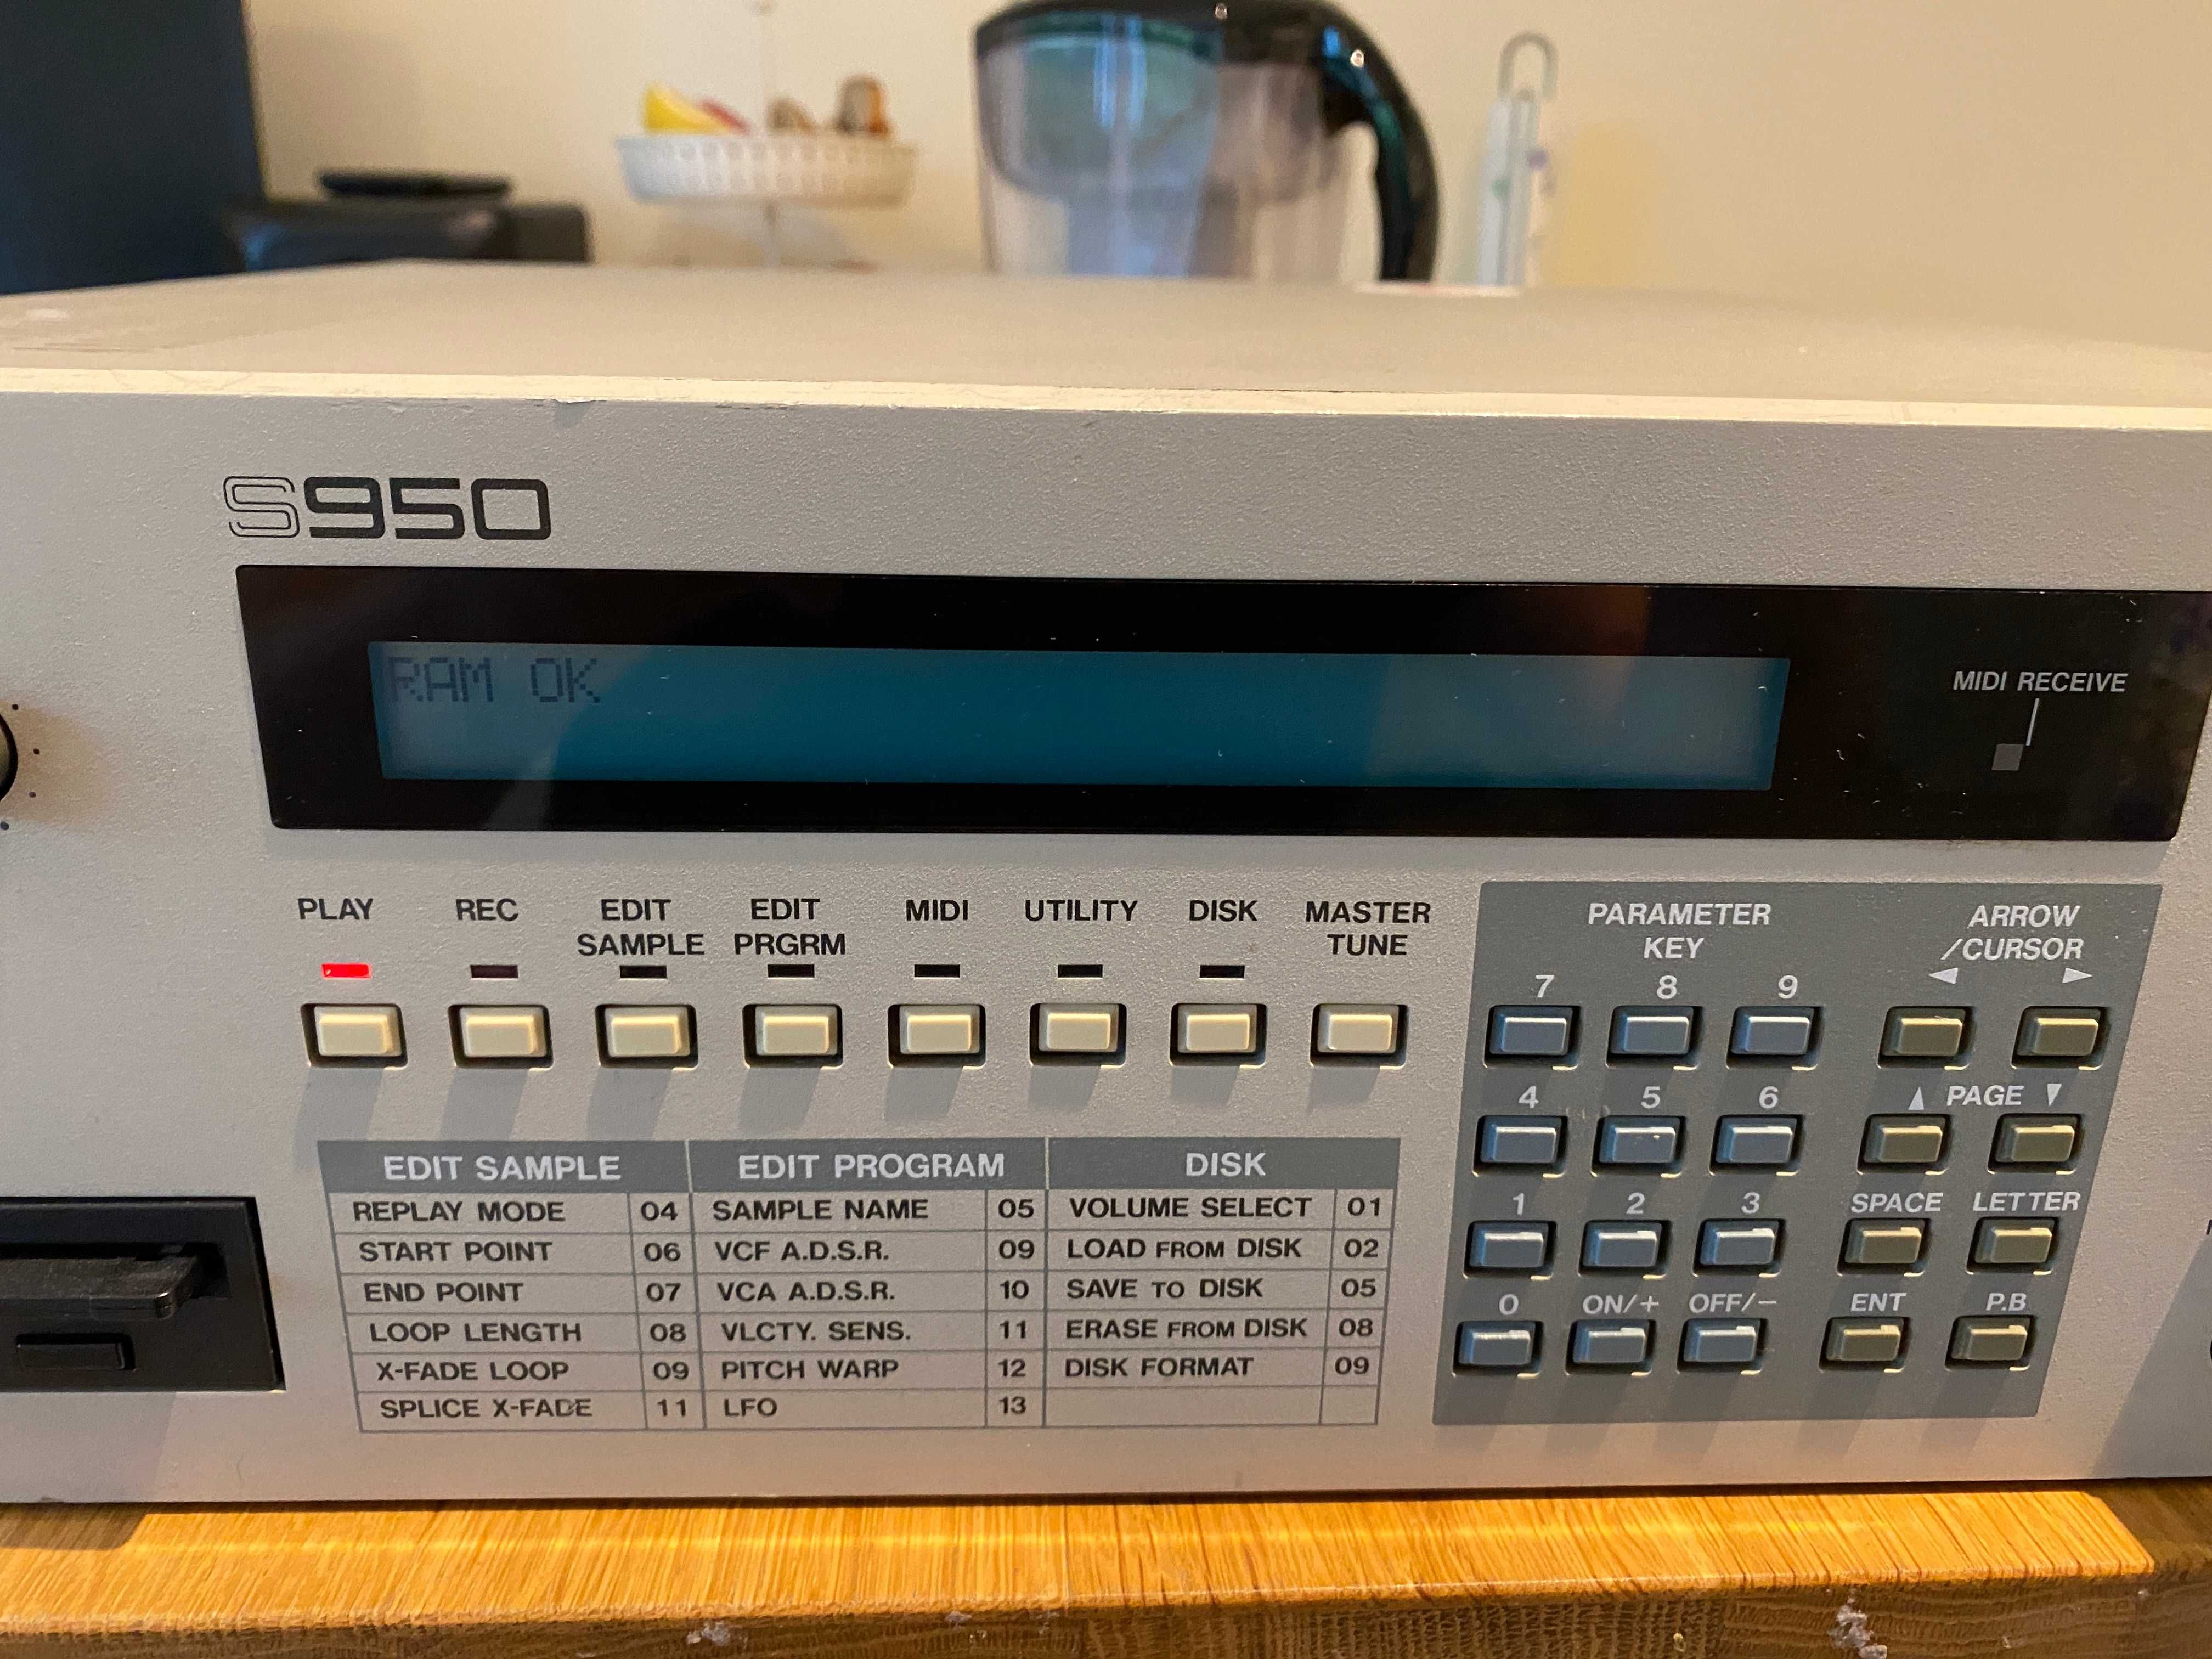 S950
RAM OK
MIDI RECEIVE
PLAY REC EDIT SAMPLE EDIT PRGRM MIDI UTILITY DISK MASTER TUNE
PARAMETER KEY
ARROW /CURSOR
◄ ►
7 8 9
4 5 6 ▲ PAGE ▼
1 2 3 SPACE LETTER
0 ON/+ OFF/− ENT P.B
EDIT SAMPLE EDIT PROGRAM DISK
REPLAY MODE 04 SAMPLE NAME 05 VOLUME SELECT 01
START POINT 06 VCF A.D.S.R. 09 LOAD FROM DISK 02
END POINT 07 VCA A.D.S.R. 10 SAVE TO DISK 05
LOOP LENGTH 08 VLCTY. SENS. 11 ERASE FROM DISK 08
X-FADE LOOP 09 PITCH WARP 12 DISK FORMAT 09
SPLICE X-FADE 11 LFO 13